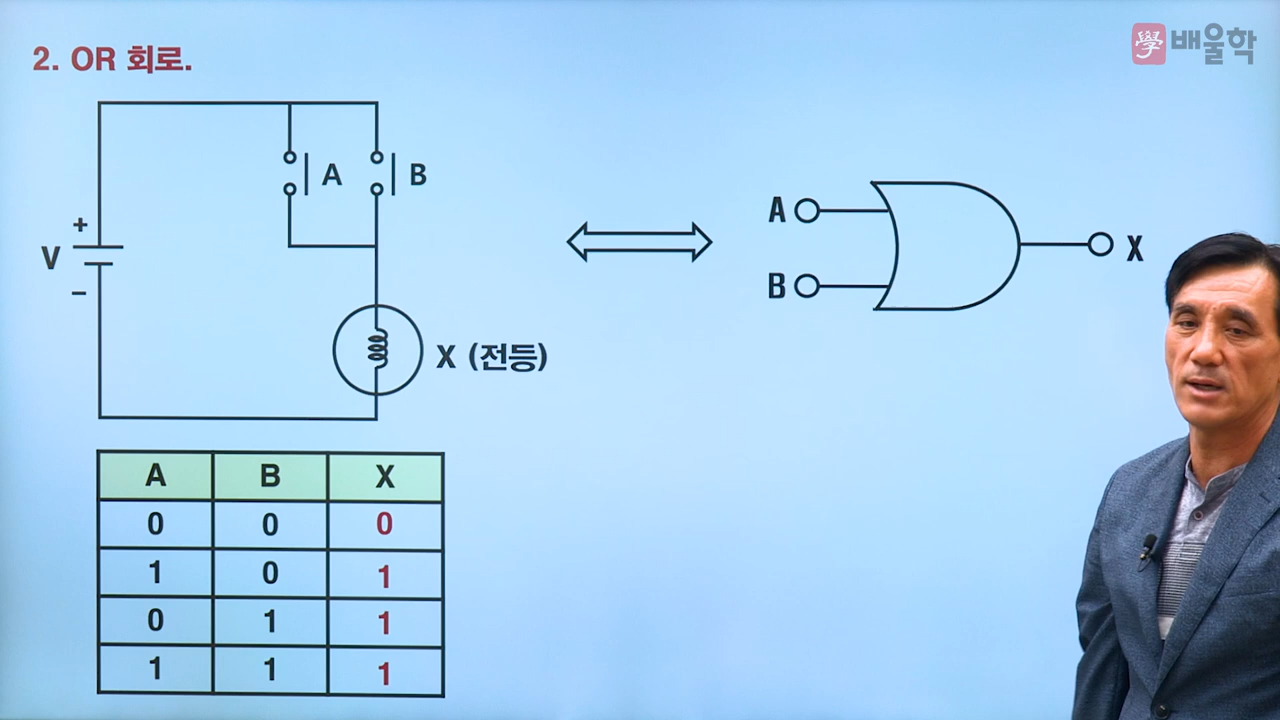 2. OR 회로.
學 배울학
A
B
+
V
−
X (전등)
A
B
X
A B X
0 0 0
1 0 1
0 1 1
1 1 1